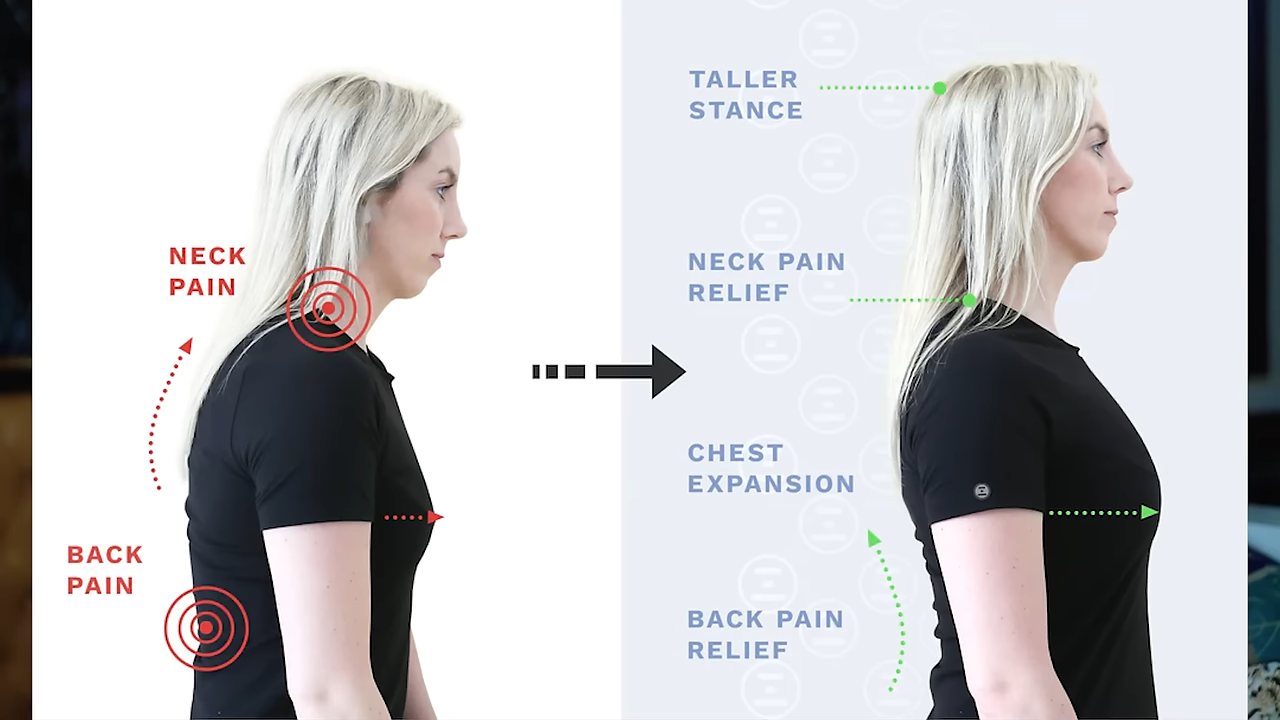 NECK
PAIN
BACK
PAIN
TALLER
STANCE
NECK PAIN
RELIEF
CHEST
EXPANSION
BACK PAIN
RELIEF